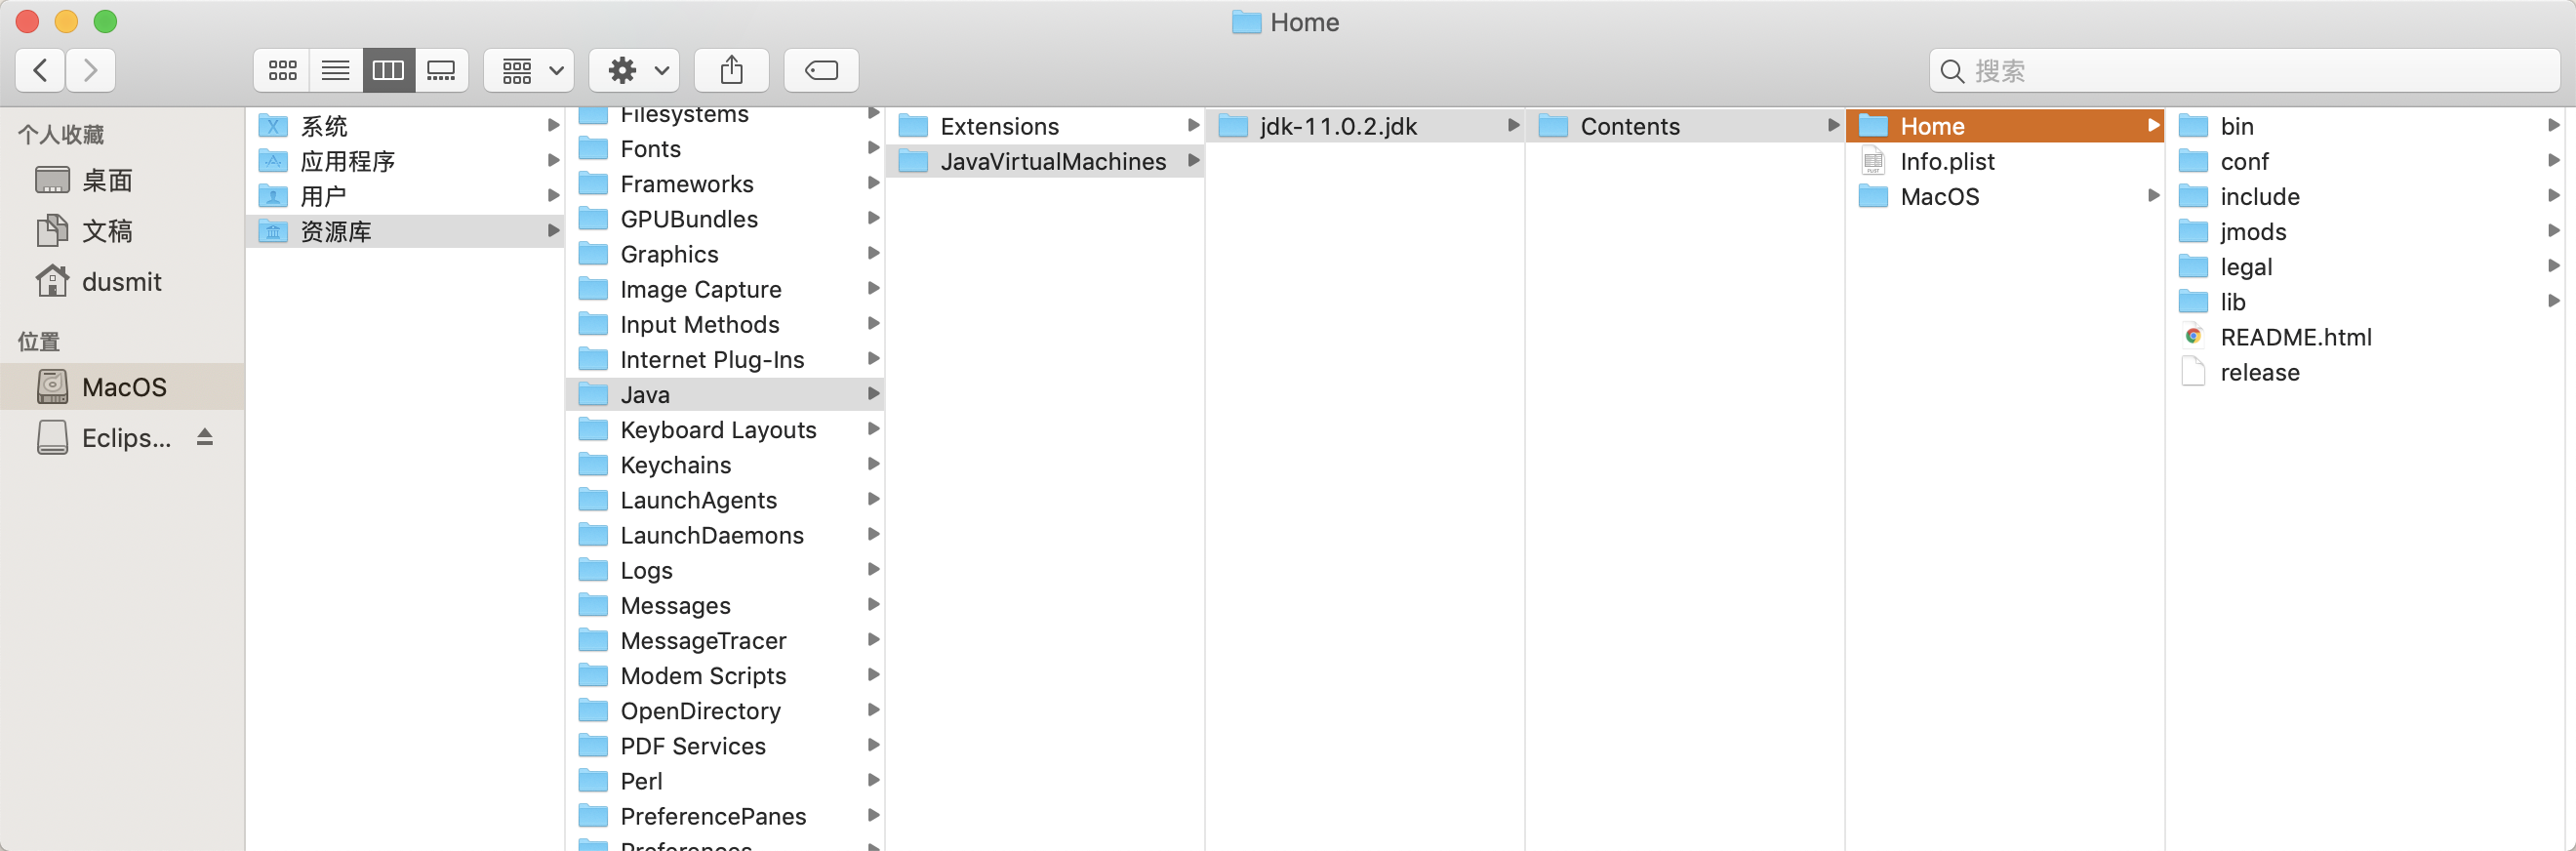 Home
搜索
个人收藏
桌面
文稿
dusmit
位置
MacOS
Eclips...
系统
应用程序
用户
资源库
Filesystems
Fonts
Frameworks
GPUBundles
Graphics
Image Capture
Input Methods
Internet Plug-Ins
Java
Keyboard Layouts
Keychains
LaunchAgents
LaunchDaemons
Logs
Messages
MessageTracer
Modem Scripts
OpenDirectory
PDF Services
Perl
PreferencePanes
Preferences
Extensions
JavaVirtualMachines
jdk-11.0.2.jdk
Contents
Home
Info.plist
MacOS
bin
conf
include
jmods
legal
lib
README.html
release